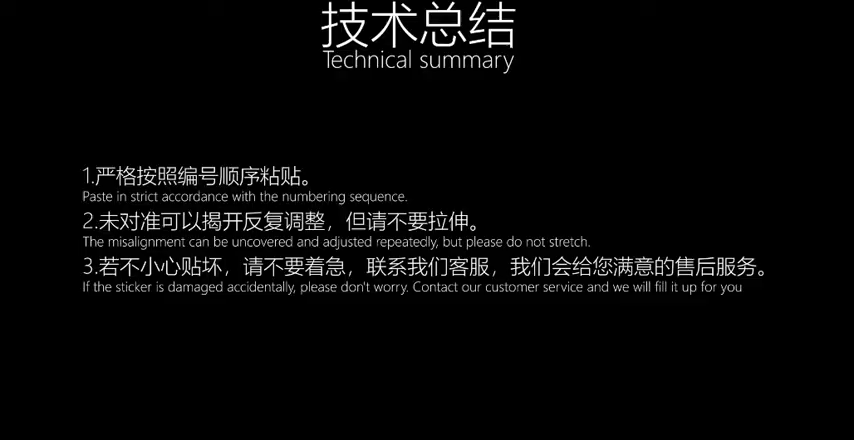 技术总结
Technical summary
1.严格按照编号顺序粘贴。
Paste in strict accordance with the numbering sequence.
2.未对准可以揭开反复调整，但请不要拉伸。
The misalignment can be uncovered and adjusted repeatedly, but please do not stretch.
3.若不小心贴坏，请不要着急，联系我们客服，我们会给您满意的售后服务。
If the sticker is damaged accidentally, please don't worry. Contact our customer service and we will fill it up for you